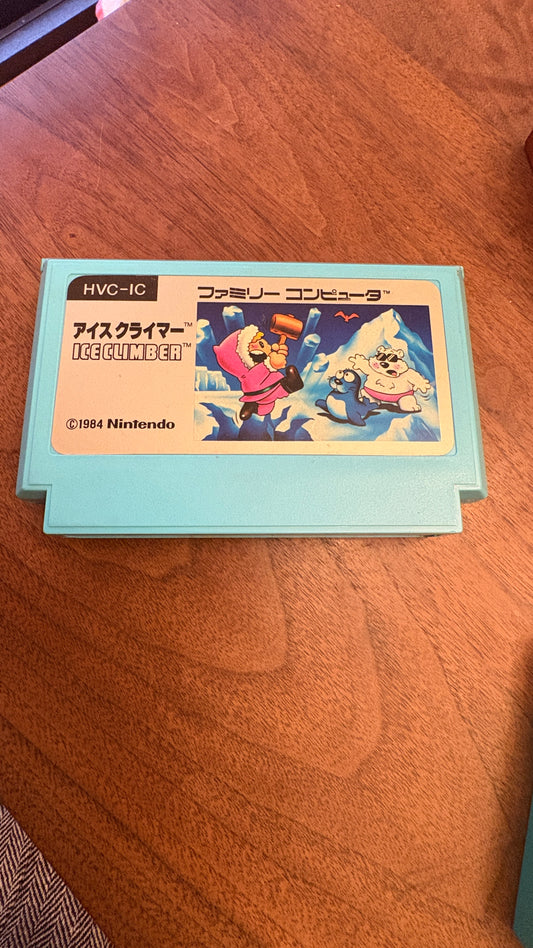 HVC-IC
ファミリー コンピュータ™
アイスクライマー™
ICE CLIMBER™
©1984 Nintendo